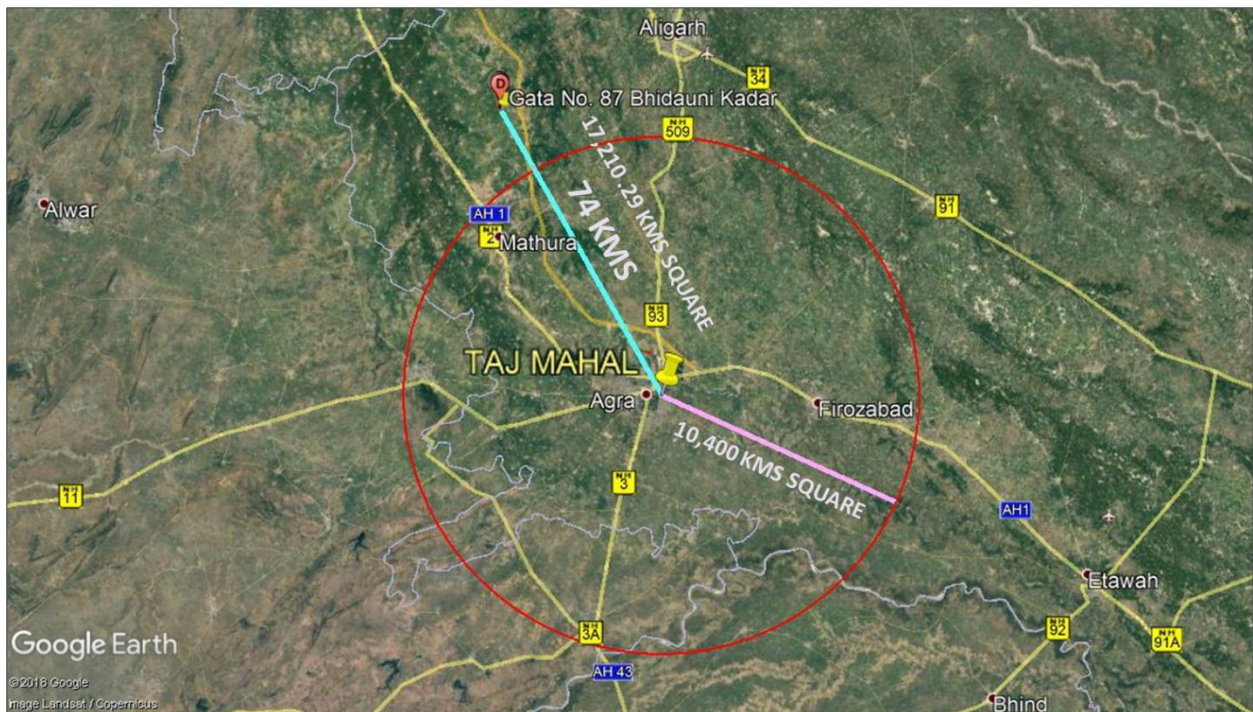 Aligarh
34
D
Gata No. 87 Bhidauni Kadar
17,210.29 KMS SQUARE
N H
509
74 KMS
Alwar
91
AH 1
N H
2
Mathura
N H
93
TAJ MAHAL
Agra
Firozabad
10,400 KMS SQUARE
N H
3
N H
11
AH1
Etawah
N H
3A
N H
92
N H
91A
AH 43
Google Earth
©2018 Google
Image Landsat / Copernicus
Bhind